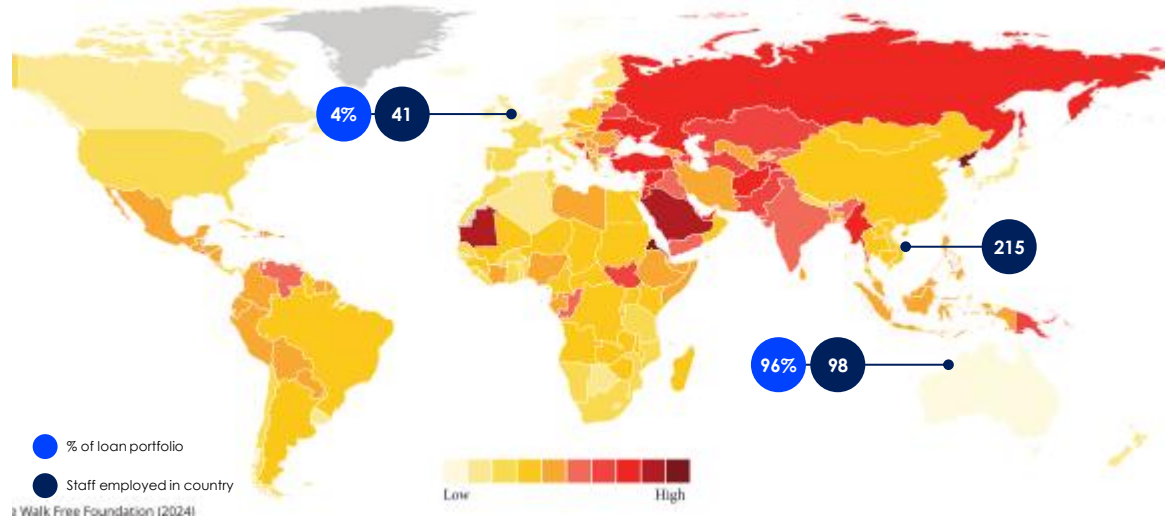 4% 41
215
96% 98
% of loan portfolio
Staff employed in country
Low High
Walk Free Foundation (2024)